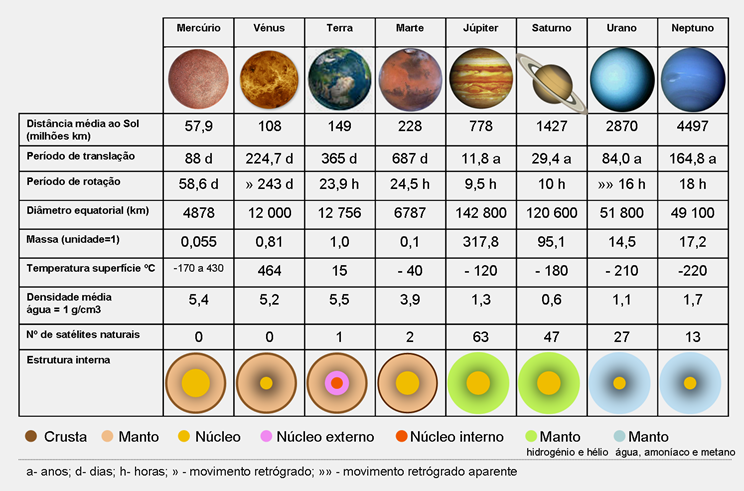 Mercúrio Vénus Terra Marte Júpiter Saturno Urano Neptuno
Distância média ao Sol
(milhões km) 57,9 108 149 228 778 1427 2870 4497
Período de translação 88 d 224,7 d 365 d 687 d 11,8 a 29,4 a 84,0 a 164,8 a
Período de rotação 58,6 d » 243 d 23,9 h 24,5 h 9,5 h 10 h »» 16 h 18 h
Diâmetro equatorial (km) 4878 12 000 12 756 6787 142 800 120 600 51 800 49 100
Massa (unidade=1) 0,055 0,81 1,0 0,1 317,8 95,1 14,5 17,2
Temperatura superfície ºC -170 a 430 464 15 - 40 - 120 - 180 - 210 -220
Densidade média
água = 1 g/cm3 5,4 5,2 5,5 3,9 1,3 0,6 1,1 1,7
Nº de satélites naturais 0 0 1 2 63 47 27 13
Estrutura interna
Crusta Manto Núcleo Núcleo externo Núcleo interno Manto Manto
hidrogénio e hélio água, amoníaco e metano
a- anos; d- dias; h- horas; » - movimento retrógrado; »» - movimento retrógrado aparente